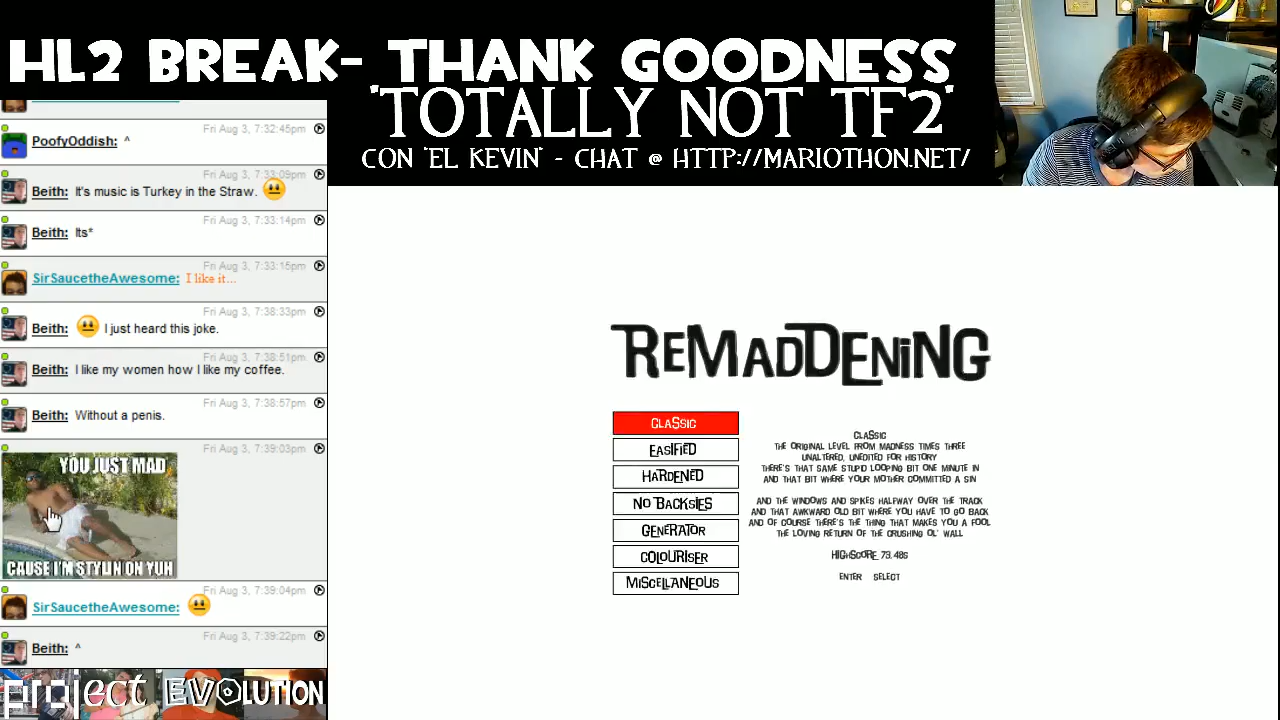 HL2 BREAK- THANK GOODNESS
"TOTALLY NOT TF2"
CON "EL KEVIN" - CHAT @ HTTP://MARIOTHON.NET/
Fri Aug 3, 7:32:45pm
PoofyOddish: ^
Fri Aug 3, 7:33:09pm
Beith: It's music is Turkey in the Straw.
Fri Aug 3, 7:33:14pm
Beith: Its*
Fri Aug 3, 7:33:15pm
SirSaucetheAwesome: I like it...
Fri Aug 3, 7:38:33pm
Beith: I just heard this joke.
Fri Aug 3, 7:38:51pm
Beith: I like my women how I like my coffee.
Fri Aug 3, 7:38:57pm
Beith: Without a penis.
Fri Aug 3, 7:39:03pm
YOU JUST MAD
CAUSE I'M STYLIN ON YUH
Fri Aug 3, 7:39:04pm
SirSaucetheAwesome:
Fri Aug 3, 7:39:22pm
Beith: ^
project EVOLUTION
REMADDENING
CLASSIC
EASIFIED
HARDENED
NO BACKSIES
GENERATOR
COLOURISER
MISCELLANEOUS
CLASSIC
THE ORIGINAL LEVEL FROM MADNESS TIMES THREE
UNALTERED, UNEDITED FOR HISTORY
THERE'S THAT SAME STUPID LOOPING BIT ONE MINUTE IN
AND THAT BIT WHERE YOUR MOTHER COMMITTED A SIN
AND THE WINDOWS AND SPIKES HALFWAY OVER THE TRACK
AND THAT AWKWARD OLD BIT WHERE YOU HAVE TO GO BACK
AND OF COURSE THERE'S THE THING THAT MAKES YOU A FOOL
THE LOVING RETURN OF THE CRUSHING OL' WALL
HIGHSCORE 73.48S
ENTER SELECT